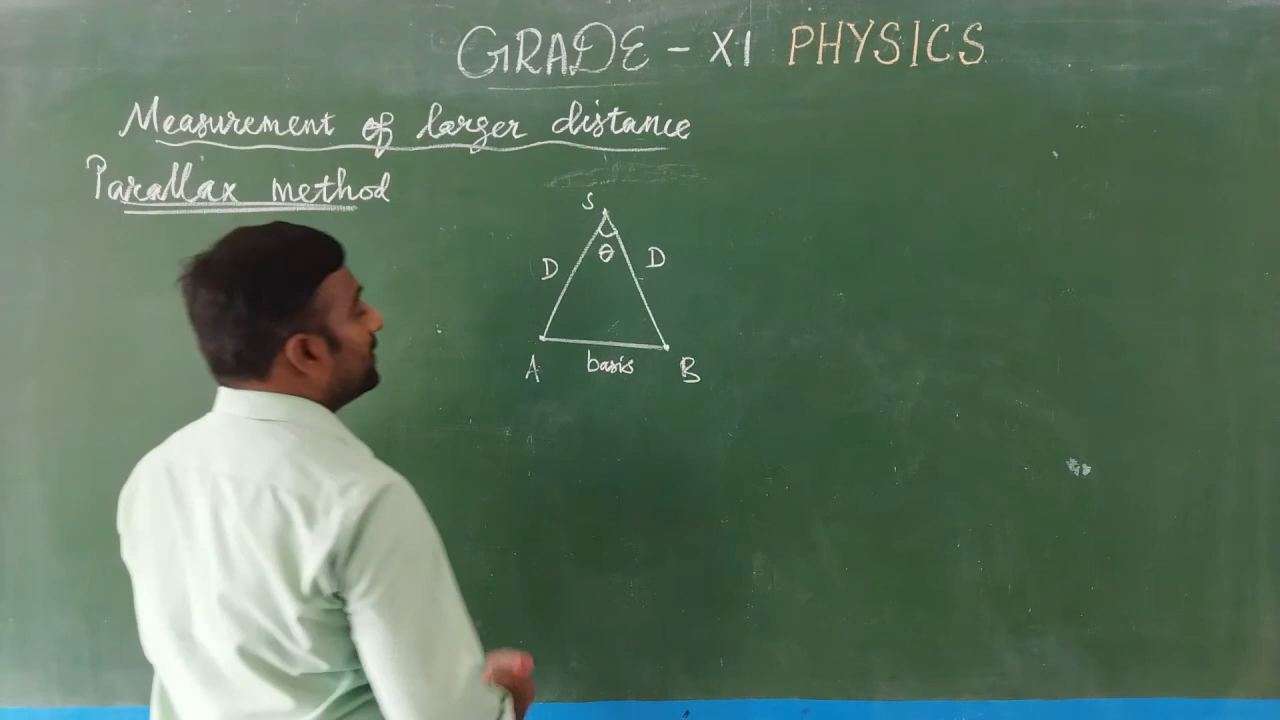 GRADE - XI PHYSICS
Measurement of larger distance
Parallax method
S
θ
D D
basis
A B